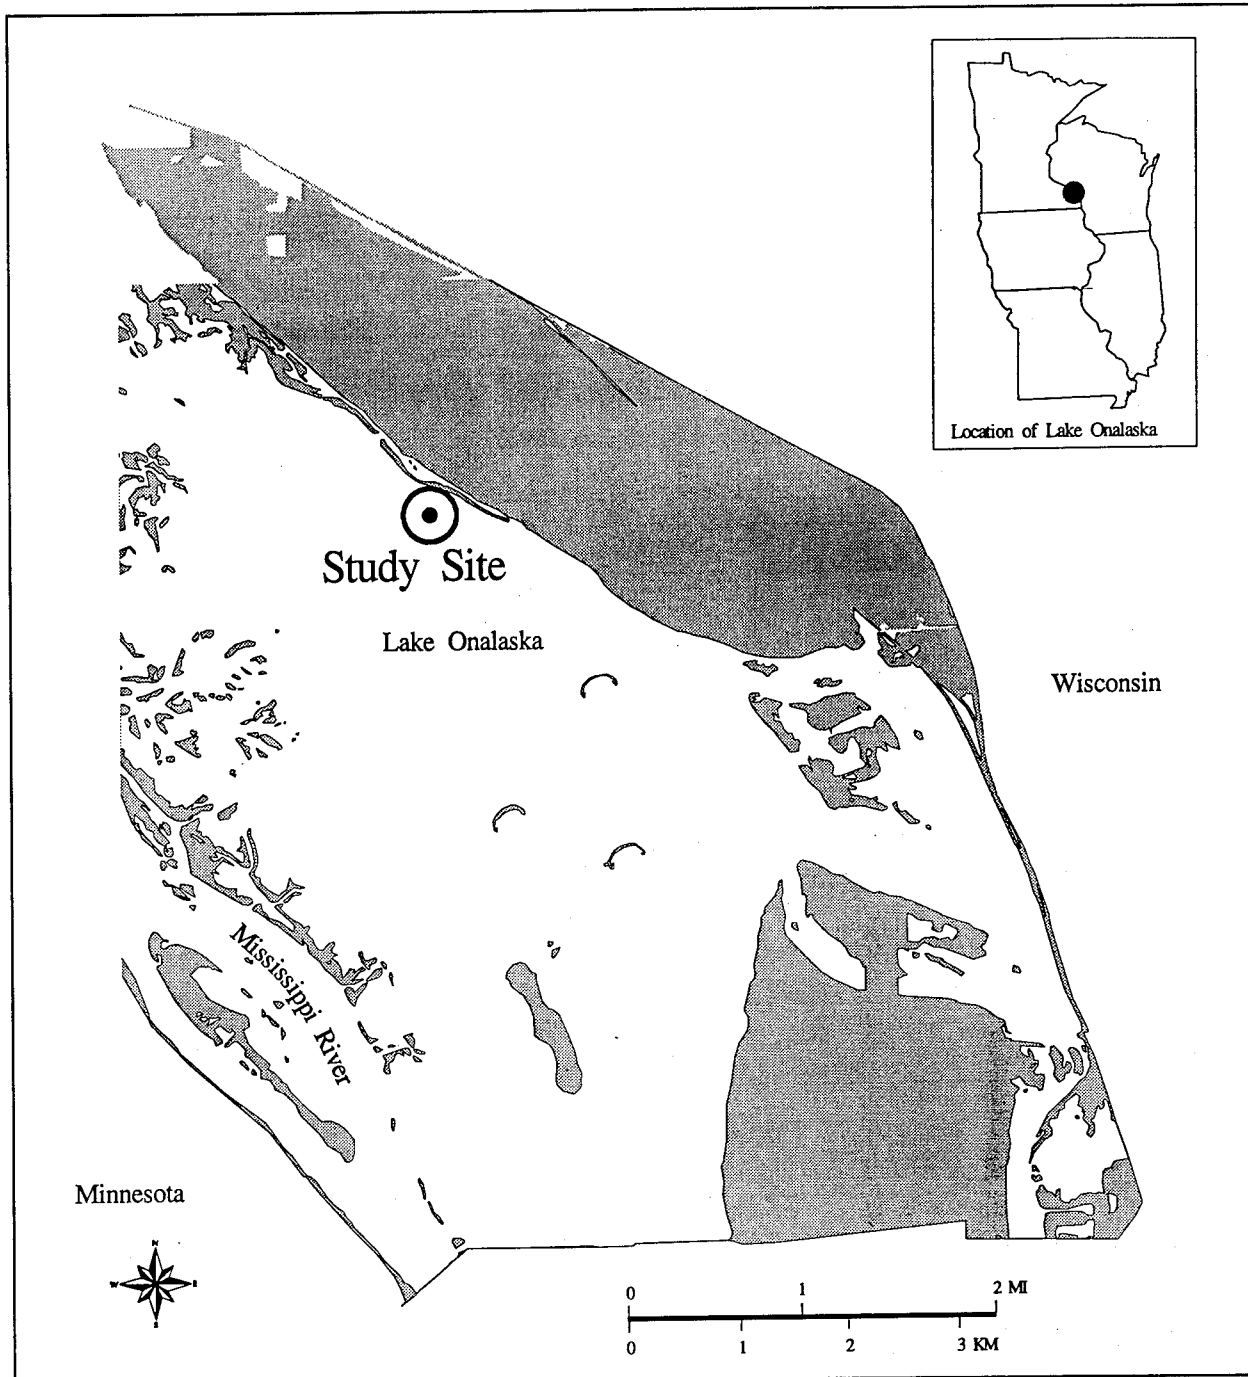 Location of Lake Onalaska
Study Site
Lake Onalaska
Wisconsin
Mississippi River
Minnesota
N
W
E
S
0 1 2 MI
0 1 2 3 KM